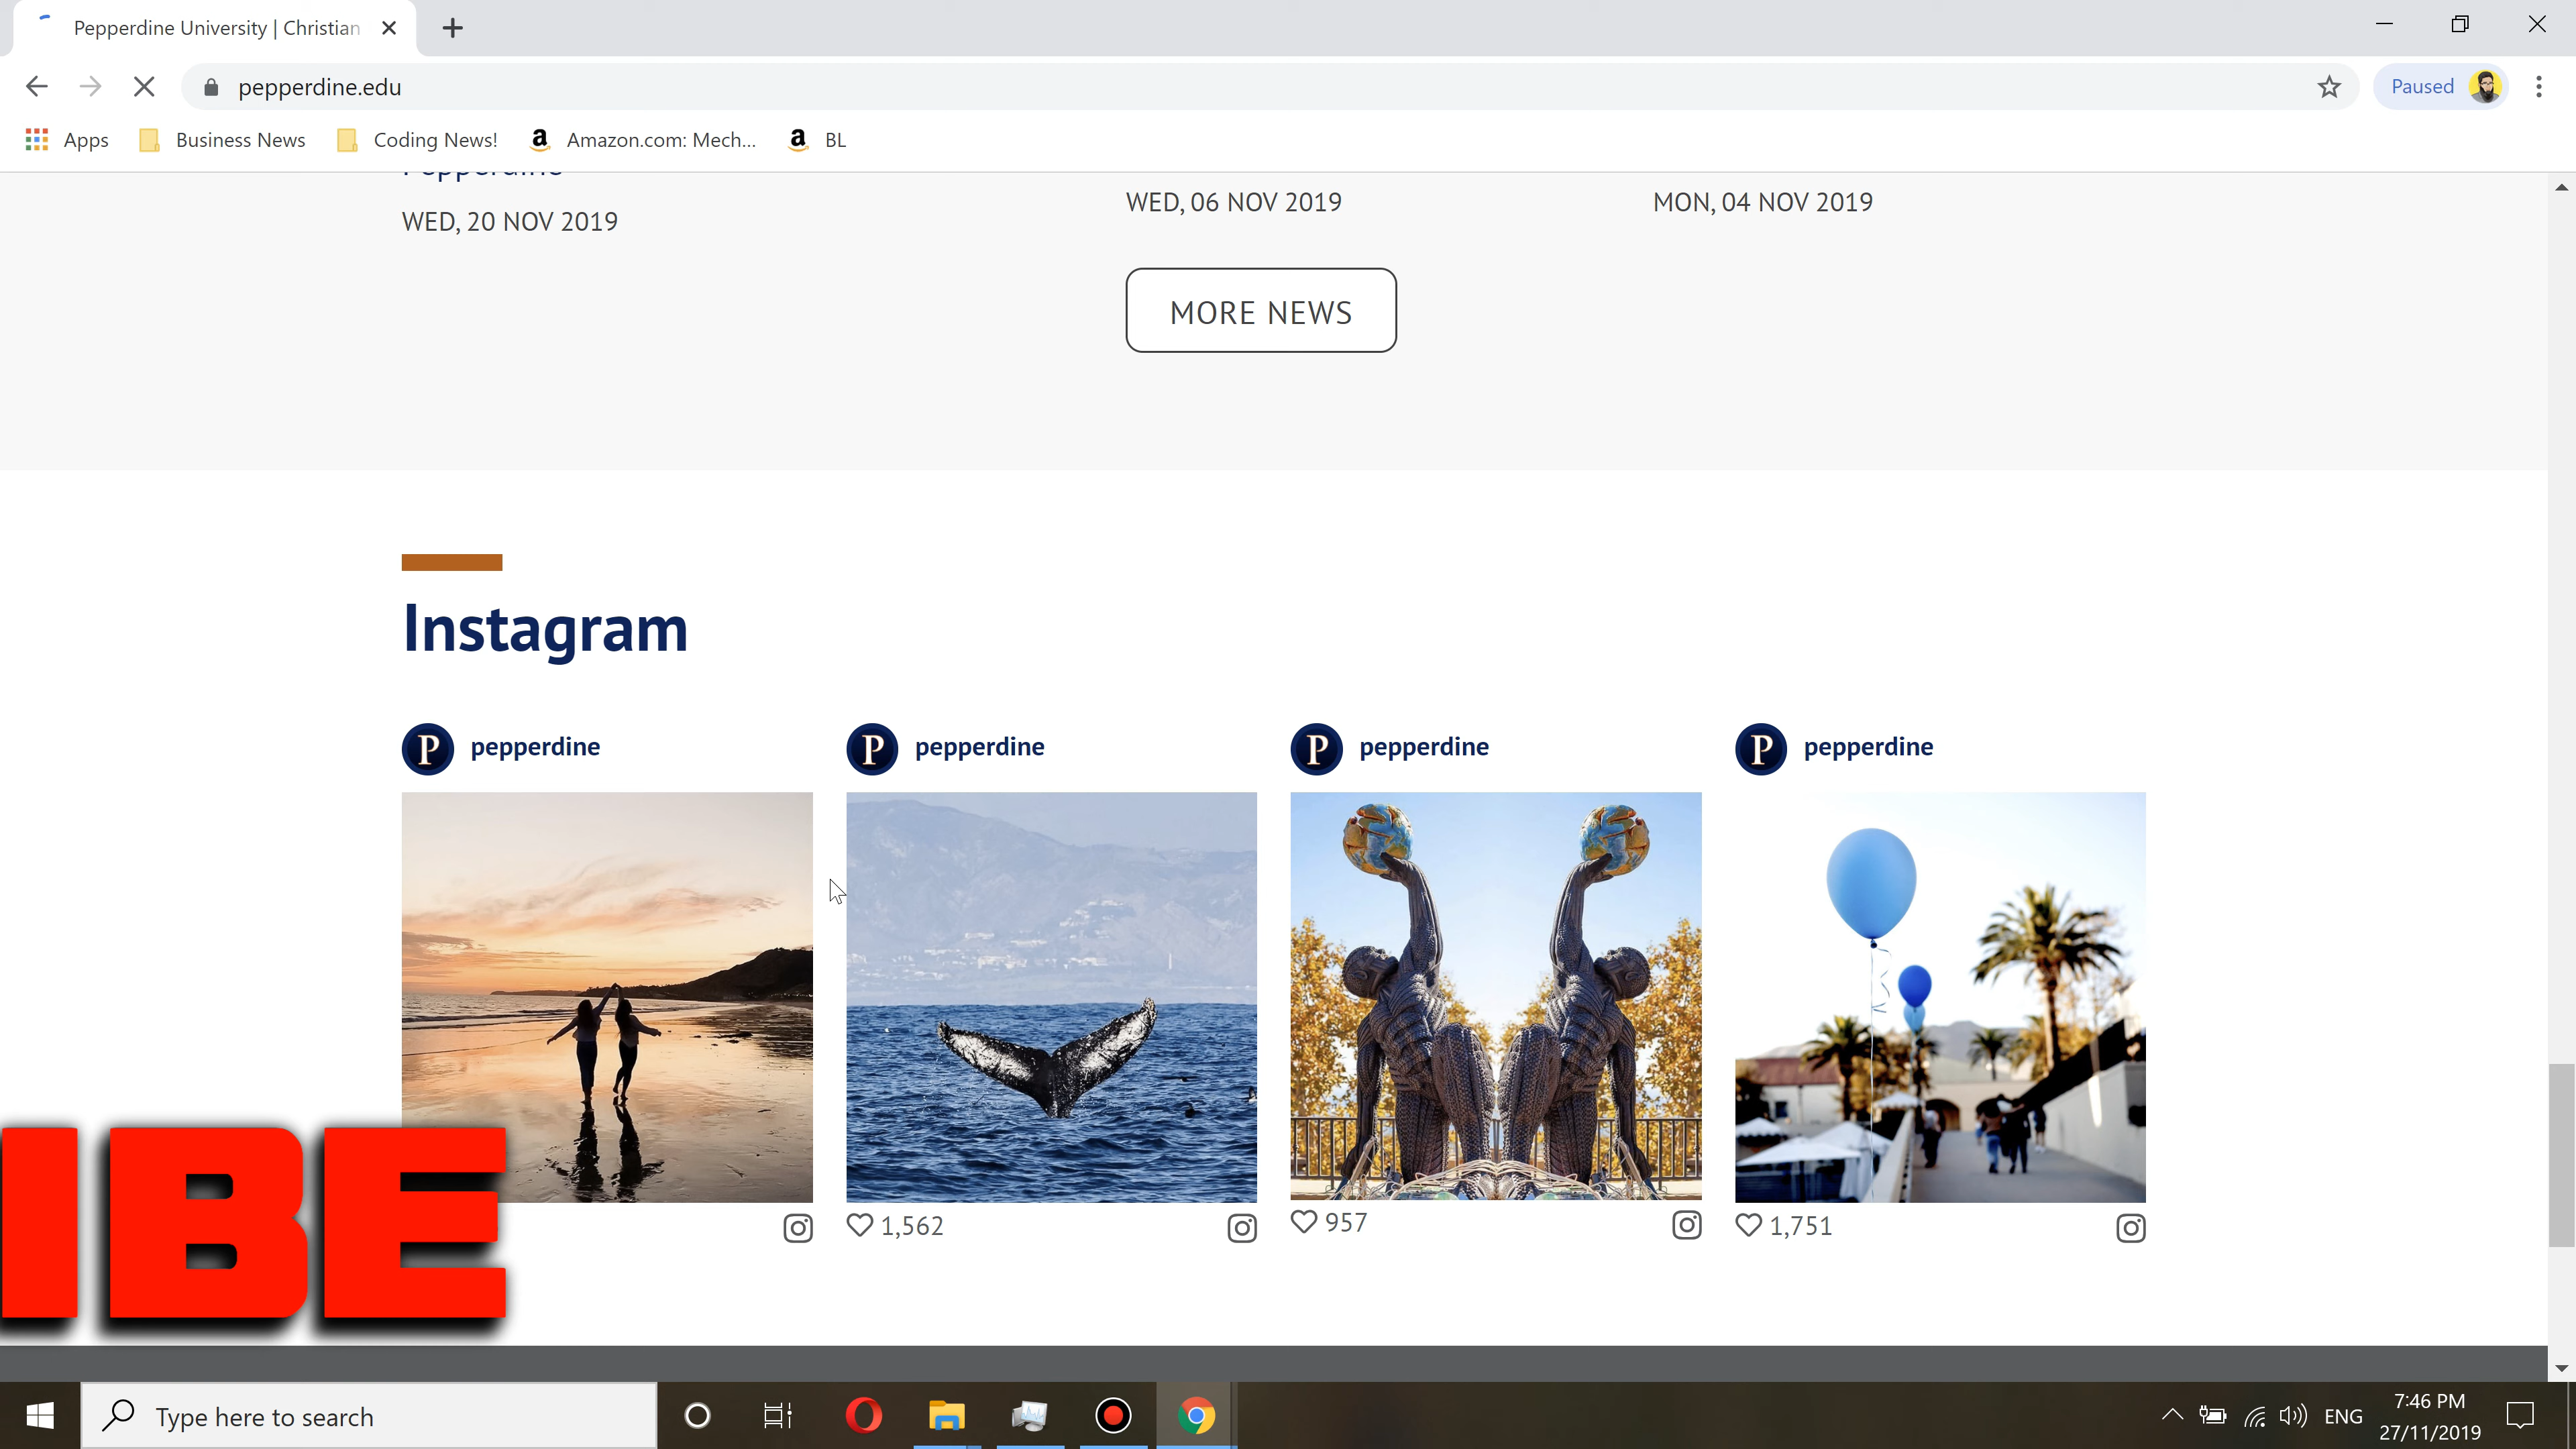 Pepperdine University | Christian
pepperdine.edu
Paused
Apps
Business News
Coding News!
a Amazon.com: Mech...
a BL
Pepperdine
WED, 20 NOV 2019
WED, 06 NOV 2019
MON, 04 NOV 2019
MORE NEWS
Instagram
P pepperdine
P pepperdine
P pepperdine
P pepperdine
1,562
957
1,751
IBE
Type here to search
ENG
7:46 PM
27/11/2019